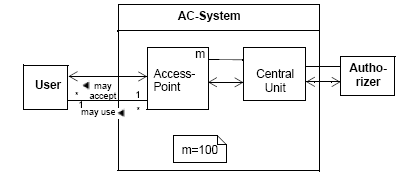 AC-System
m
User
◄ may
accept
*
1
Access-
Point
Central
Unit
Autho-
rizer
1
may use ◄
*
m=100